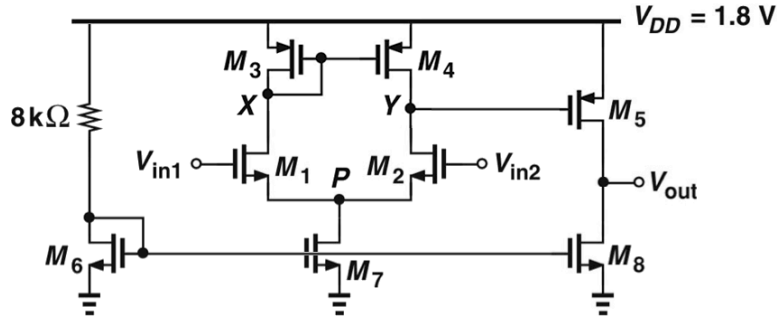 V_DD = 1.8 V
M_3
M_4
X
Y
M_5
8kΩ
V_in1
M_1
P
M_2
V_in2
V_out
M_6
M_7
M_8